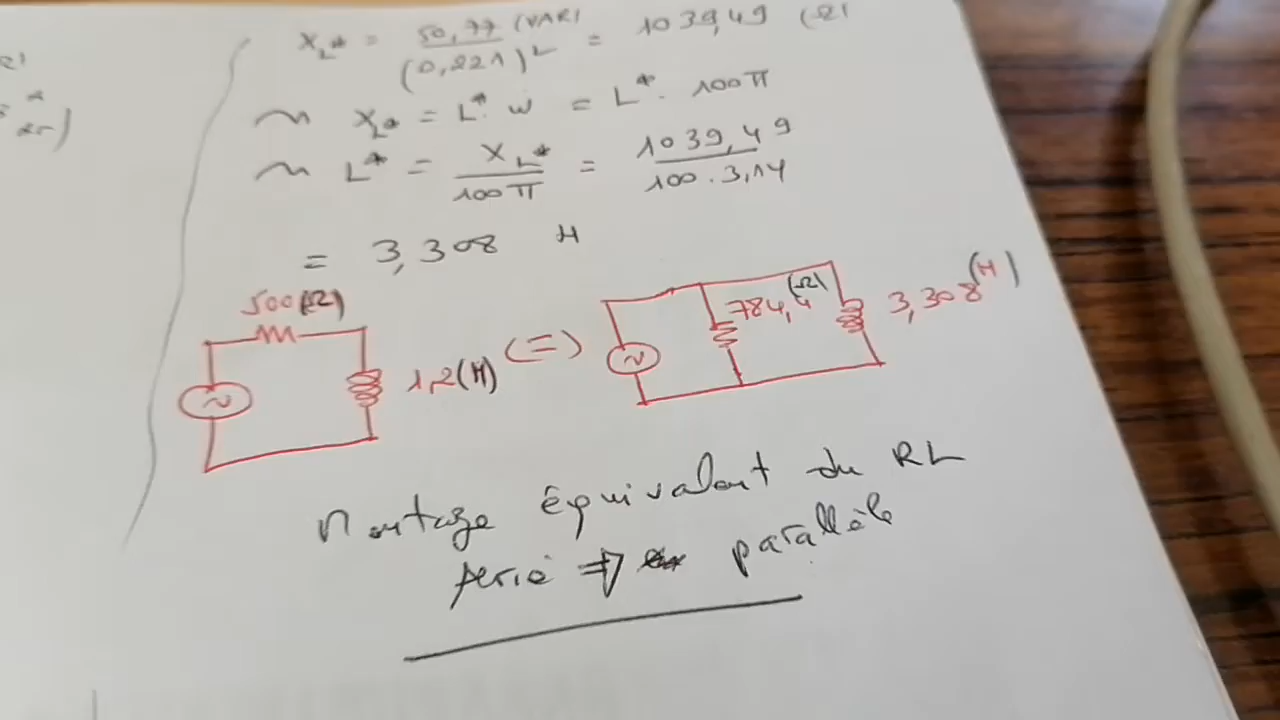 X_L* = 50,77 (VAR) / (0,221)² = 1039,49 (Ω)
~ X_L* = L*. ω = L*. 100π
~ L* = X_L* / 100π = 1039,49 / 100.3,14
= 3,308 H
500(Ω)
1,2(H)
(=)
784,4 (Ω)
3,308 (H)
Montage équivalent du RL
série => parallèle